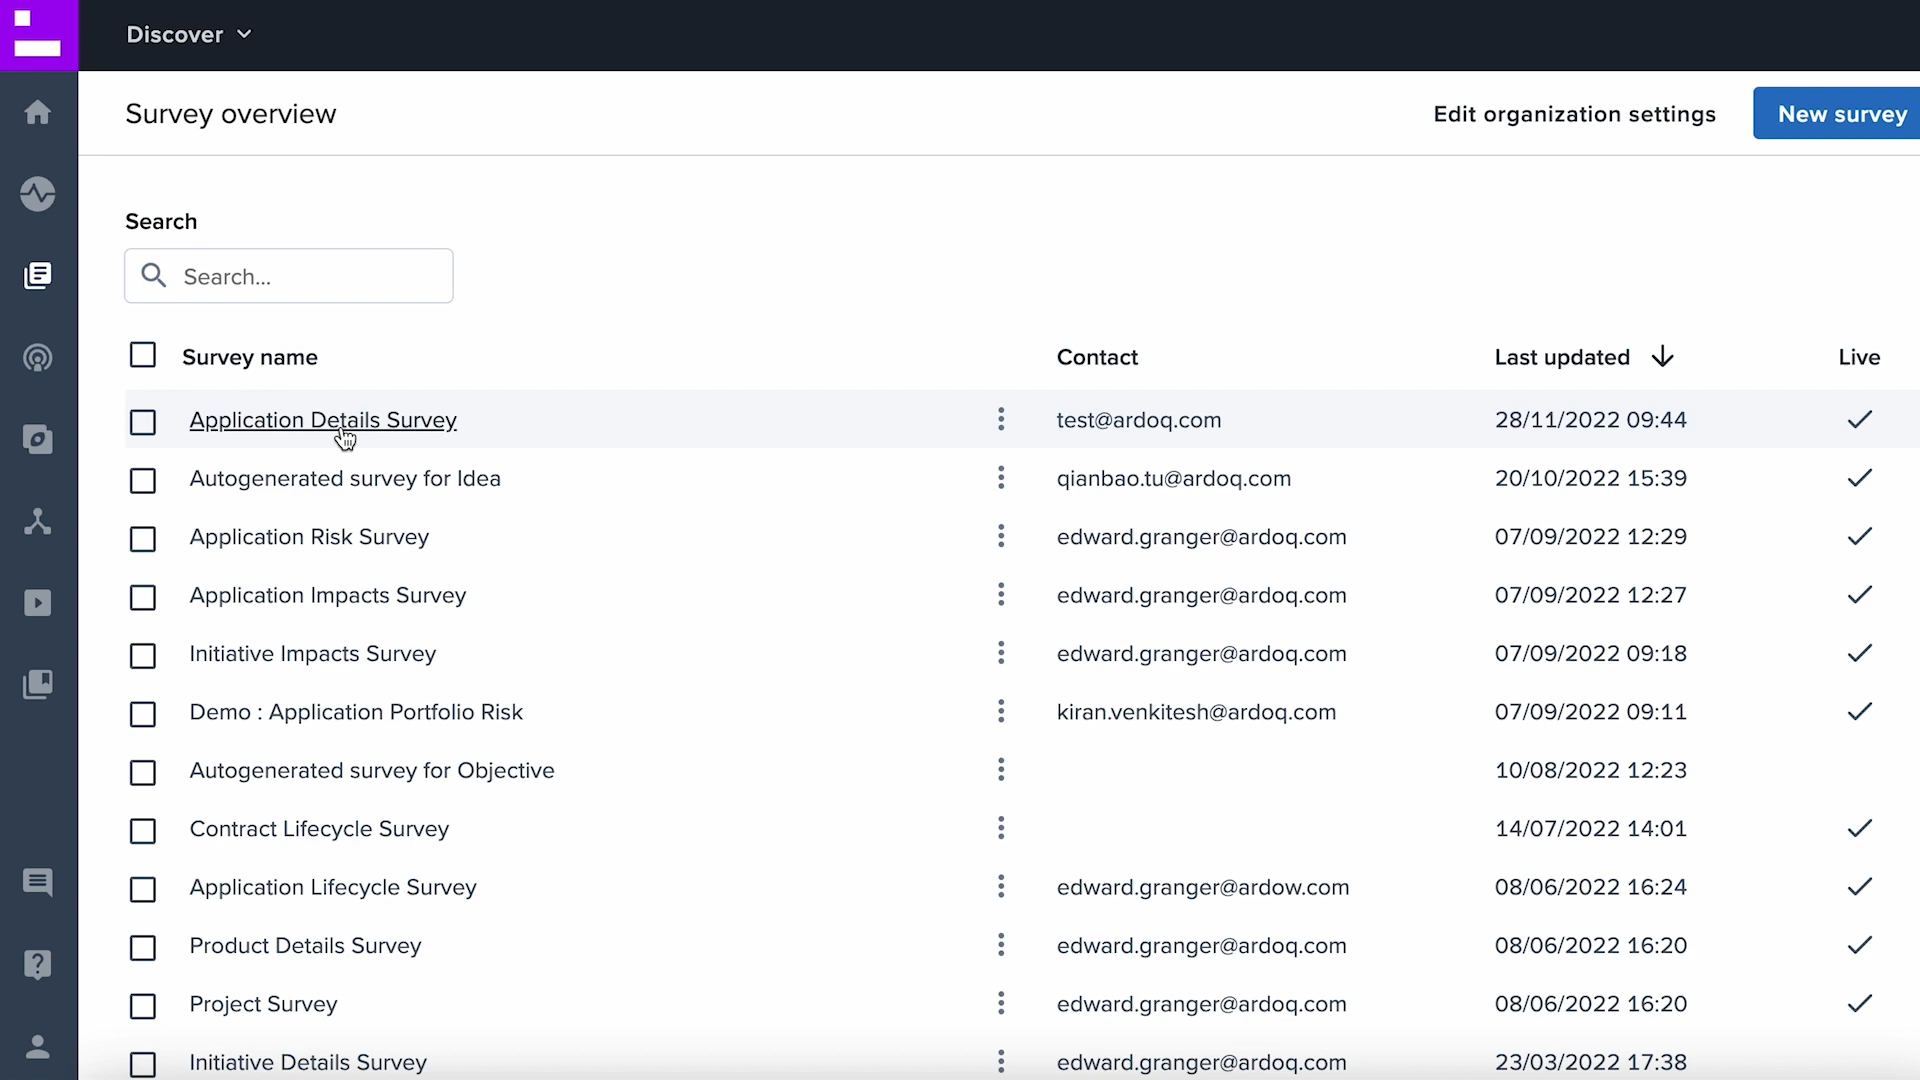 Discover
Survey overview
Edit organization settings
New survey
Search
Search...
Survey name Contact Last updated Live
Application Details Survey test@ardoq.com 28/11/2022 09:44
Autogenerated survey for Idea qianbao.tu@ardoq.com 20/10/2022 15:39
Application Risk Survey edward.granger@ardoq.com 07/09/2022 12:29
Application Impacts Survey edward.granger@ardoq.com 07/09/2022 12:27
Initiative Impacts Survey edward.granger@ardoq.com 07/09/2022 09:18
Demo : Application Portfolio Risk kiran.venkitesh@ardoq.com 07/09/2022 09:11
Autogenerated survey for Objective 10/08/2022 12:23
Contract Lifecycle Survey 14/07/2022 14:01
Application Lifecycle Survey edward.granger@ardow.com 08/06/2022 16:24
Product Details Survey edward.granger@ardoq.com 08/06/2022 16:20
Project Survey edward.granger@ardoq.com 08/06/2022 16:20
Initiative Details Survey edward.granger@ardoq.com 23/03/2022 17:38